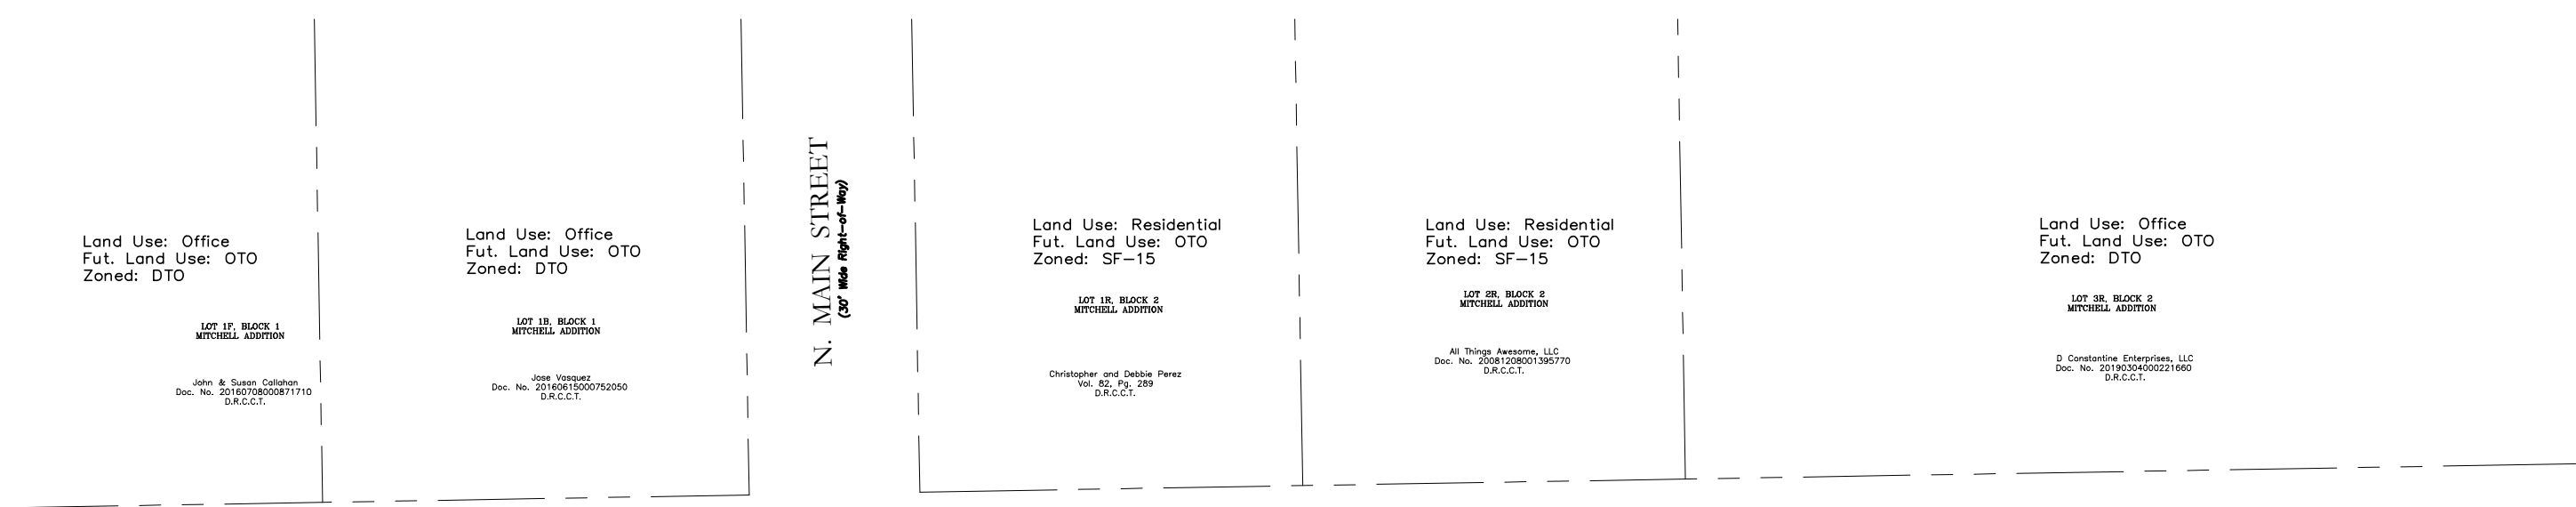 Land Use: Office
Fut. Land Use: OTO
Zoned: DTO
LOT 1F, BLOCK 1
MITCHELL ADDITION
John & Susan Callahan
Doc. No. 20160708000871710
D.R.C.C.T.
Land Use: Office
Fut. Land Use: OTO
Zoned: DTO
LOT 1B, BLOCK 1
MITCHELL ADDITION
Jose Vasquez
Doc. No. 20160615000752050
D.R.C.C.T.
N. MAIN STREET
(30' Wide Right-of-Way)
Land Use: Residential
Fut. Land Use: OTO
Zoned: SF-15
LOT 1R, BLOCK 2
MITCHELL ADDITION
Christopher and Debbie Perez
Vol. 82, Pg. 289
D.R.C.C.T.
Land Use: Residential
Fut. Land Use: OTO
Zoned: SF-15
LOT 2R, BLOCK 2
MITCHELL ADDITION
All Things Awesome, LLC
Doc. No. 20081208001395770
D.R.C.C.T.
Land Use: Office
Fut. Land Use: OTO
Zoned: DTO
LOT 3R, BLOCK 2
MITCHELL ADDITION
D Constantine Enterprises, LLC
Doc. No. 20190304000221660
D.R.C.C.T.